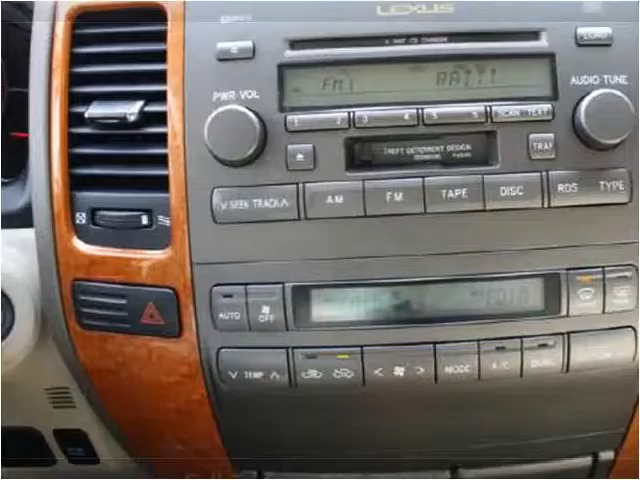 LEXUS
LOAD
FM1
PWR VOL
AUDIO TUNE
1 2
3 4
5 6
SCAN TEXT
THEFT DETERRENT DESIGN
TRAF
∨ SEEK TRACK ∧
AM
FM
TAPE
DISC
RDS TYPE
AUTO
OFF
∨ TEMP ∧
< >
MODE
A/C
DUAL